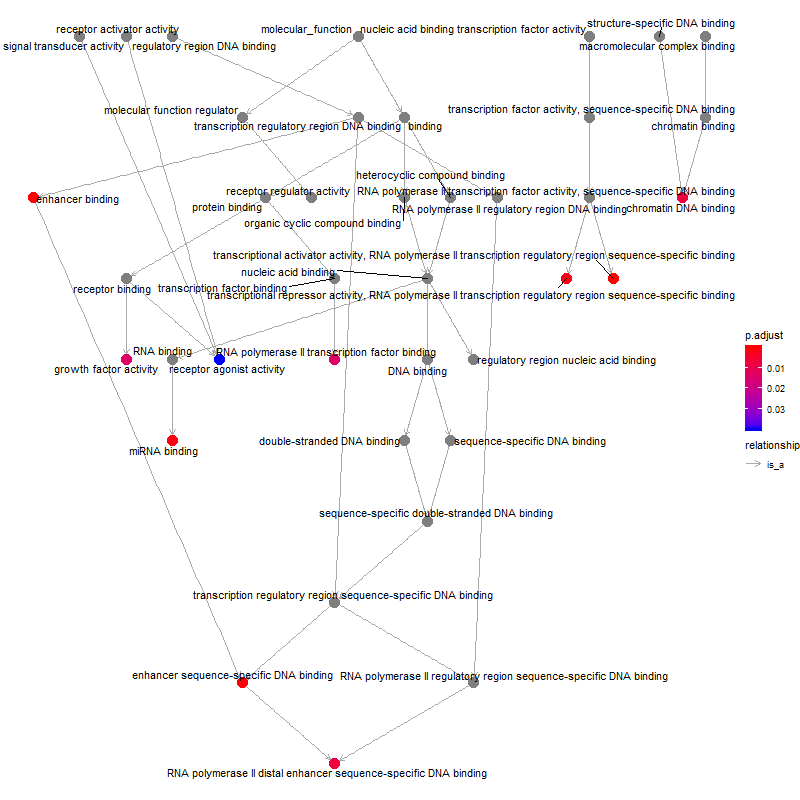 structure-specific DNA binding
receptor activator activity
molecular_function
nucleic acid binding transcription factor activity
signal transducer activity
regulatory region DNA binding
macromolecular complex binding
molecular function regulator
transcription factor activity, sequence-specific DNA binding
transcription regulatory region DNA binding
binding
chromatin binding
heterocyclic compound binding
enhancer binding
receptor regulator activity
RNA polymerase II transcription factor activity, sequence-specific DNA binding
protein binding
RNA polymerase II regulatory region DNA binding
chromatin DNA binding
organic cyclic compound binding
transcriptional activator activity, RNA polymerase II transcription regulatory region sequence-specific binding
nucleic acid binding
receptor binding
transcription factor binding
transcriptional repressor activity, RNA polymerase II transcription regulatory region sequence-specific binding
RNA binding
RNA polymerase II transcription factor binding
regulatory region nucleic acid binding
growth factor activity
receptor agonist activity
DNA binding
p.adjust
0.01
0.02
0.03
relationship
is_a
double-stranded DNA binding
sequence-specific DNA binding
miRNA binding
sequence-specific double-stranded DNA binding
transcription regulatory region sequence-specific DNA binding
enhancer sequence-specific DNA binding
RNA polymerase II regulatory region sequence-specific DNA binding
RNA polymerase II distal enhancer sequence-specific DNA binding